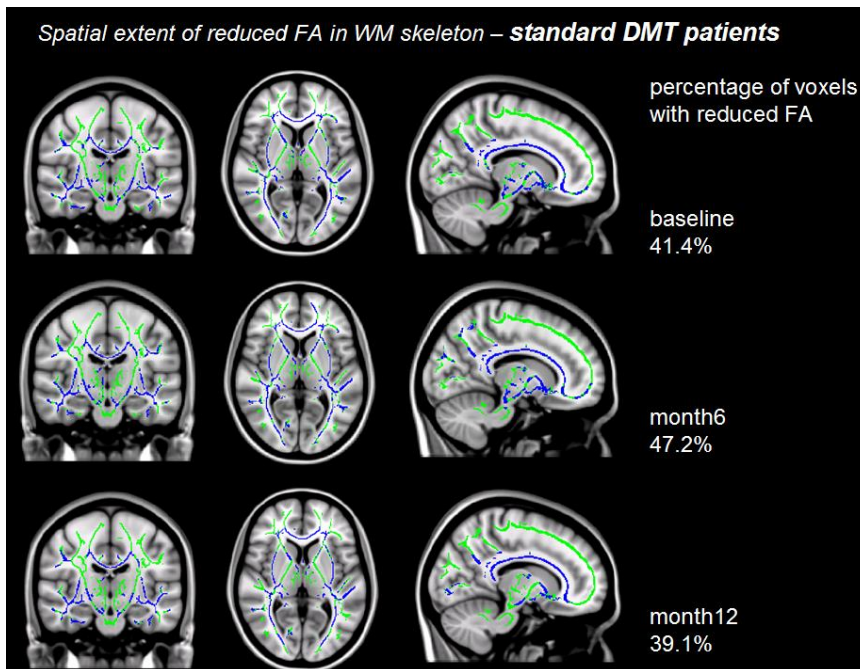 Spatial extent of reduced FA in WM skeleton – standard DMT patients
percentage of voxels
with reduced FA
baseline
41.4%
month6
47.2%
month12
39.1%